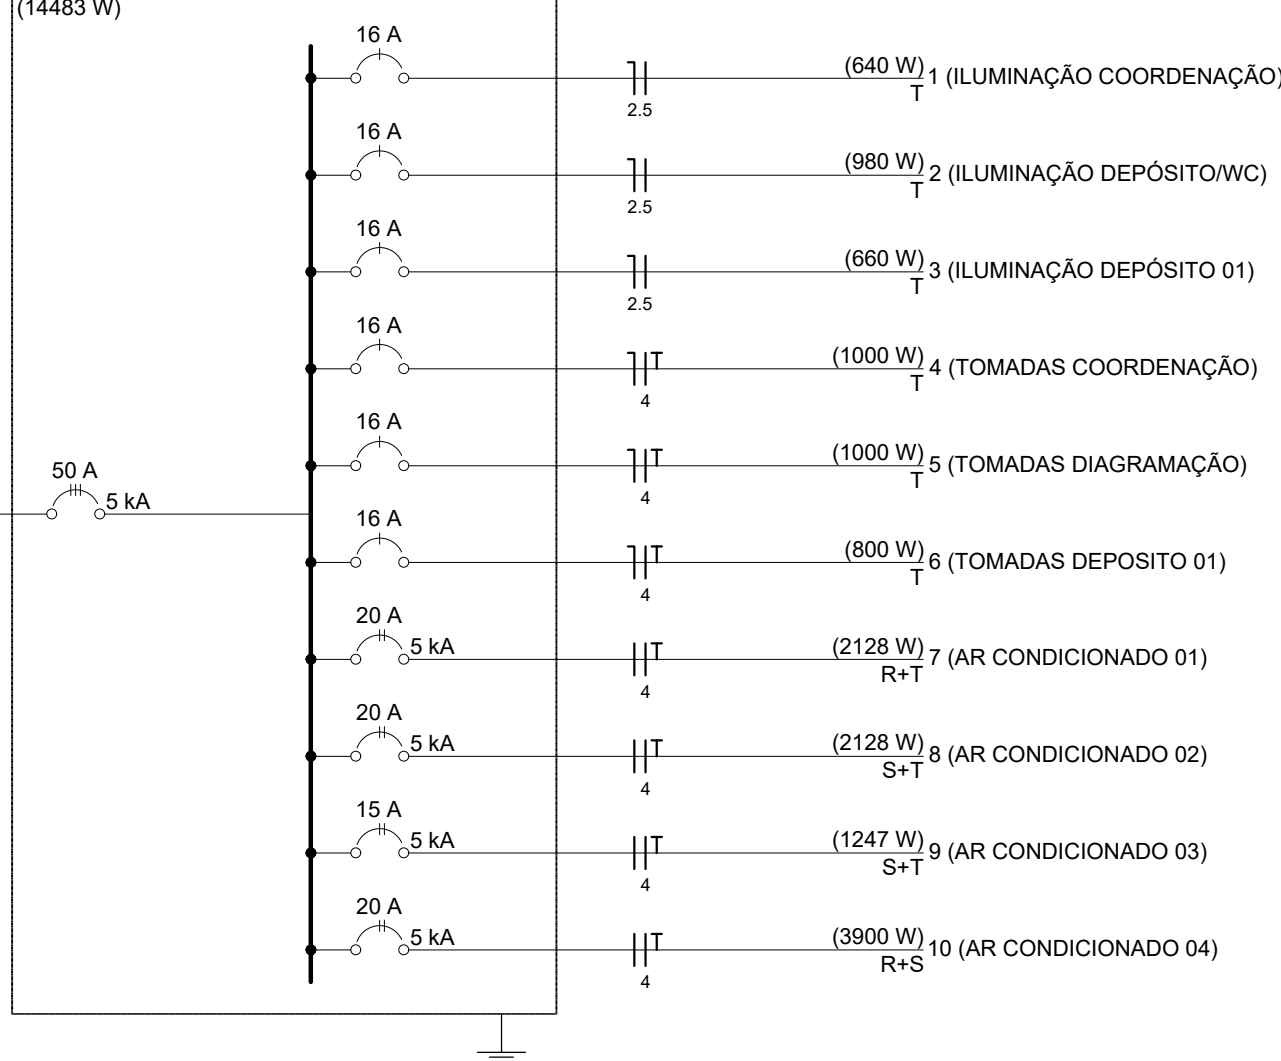 (14483 W)
16 A
2.5
(640 W)
T
1 (ILUMINAÇÃO COORDENAÇÃO)
16 A
2.5
(980 W)
T
2 (ILUMINAÇÃO DEPÓSITO/WC)
16 A
2.5
(660 W)
T
3 (ILUMINAÇÃO DEPÓSITO 01)
16 A
T
4
(1000 W)
T
4 (TOMADAS COORDENAÇÃO)
16 A
T
4
(1000 W)
T
5 (TOMADAS DIAGRAMAÇÃO)
50 A
5 kA
16 A
T
4
(800 W)
T
6 (TOMADAS DEPOSITO 01)
20 A
5 kA
T
4
(2128 W)
R+T
7 (AR CONDICIONADO 01)
20 A
5 kA
T
4
(2128 W)
S+T
8 (AR CONDICIONADO 02)
15 A
5 kA
T
4
(1247 W)
S+T
9 (AR CONDICIONADO 03)
20 A
5 kA
T
4
(3900 W)
R+S
10 (AR CONDICIONADO 04)